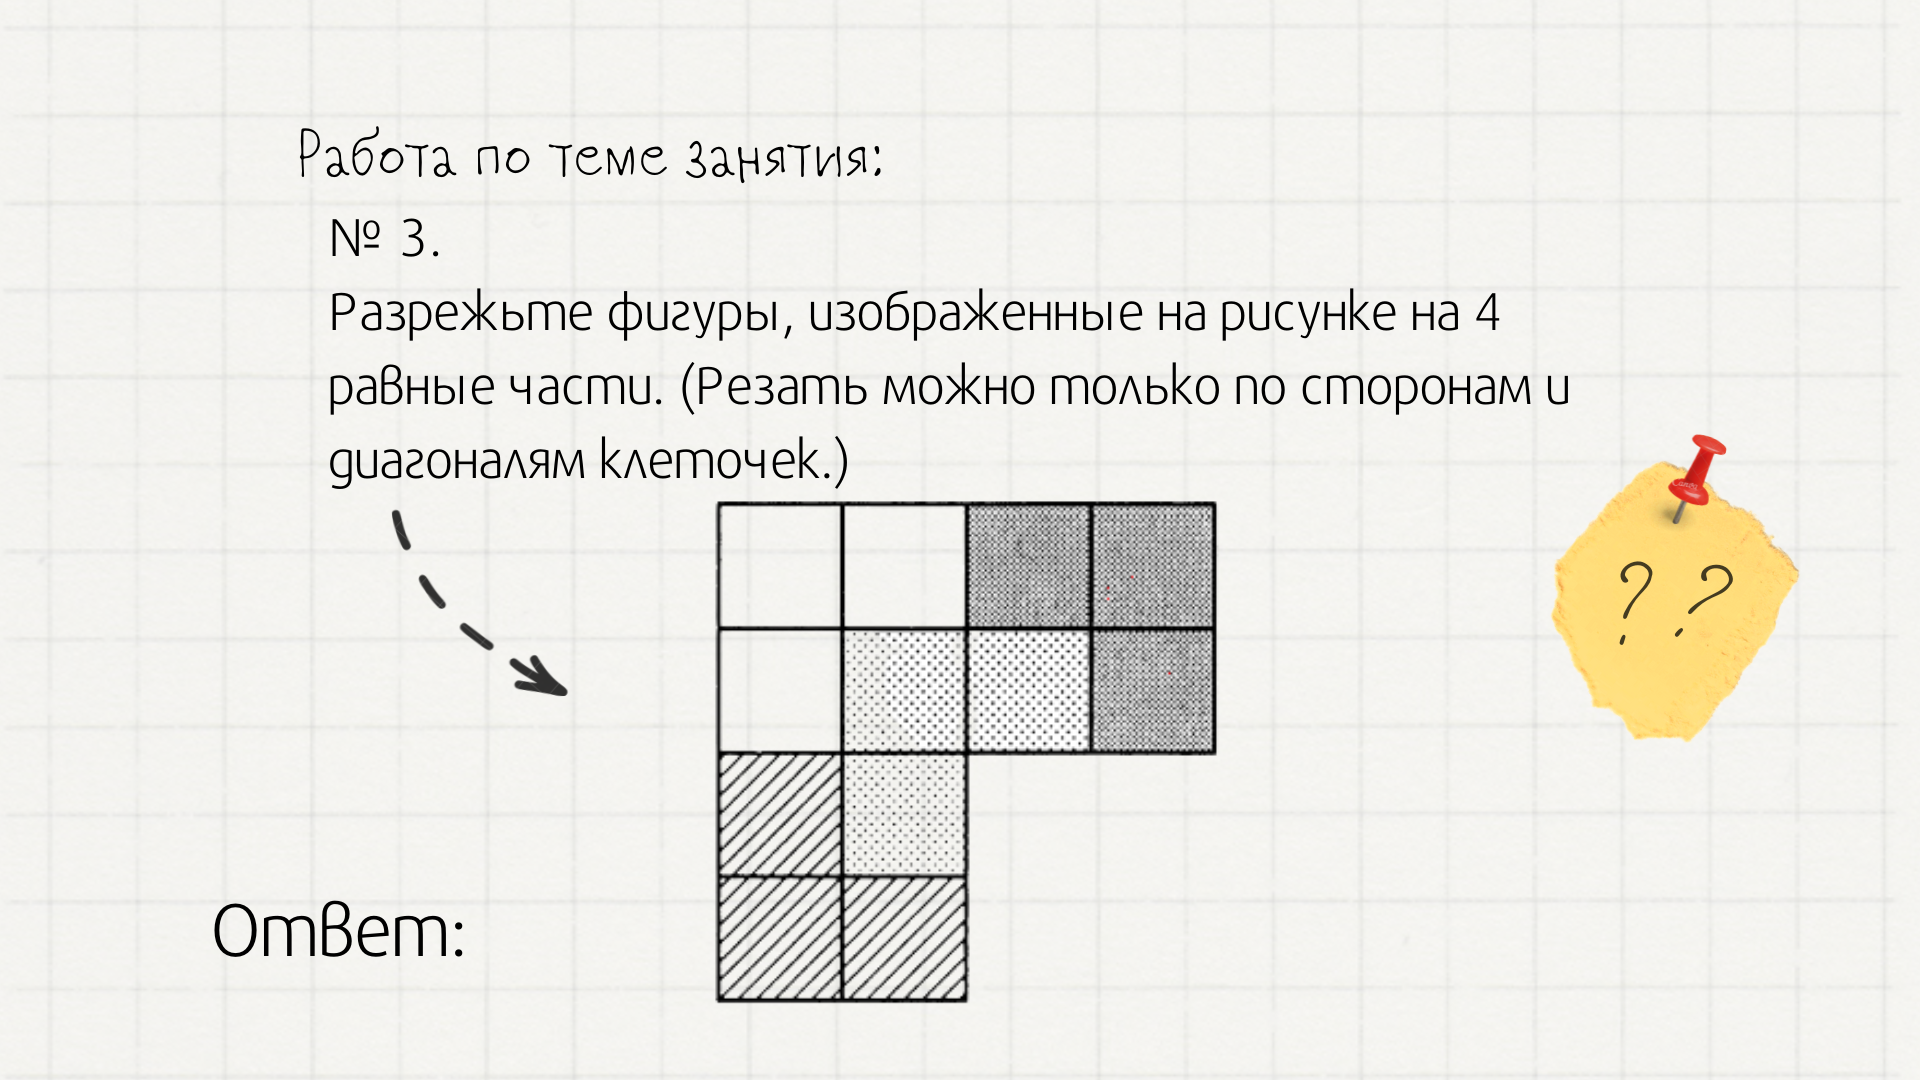 Работа по теме занятия:
№ 3.
Разрежьте фигуры, изображенные на рисунке на 4
равные части. (Резать можно только по сторонам и
диагоналям клеточек.)
? ?
Ответ: